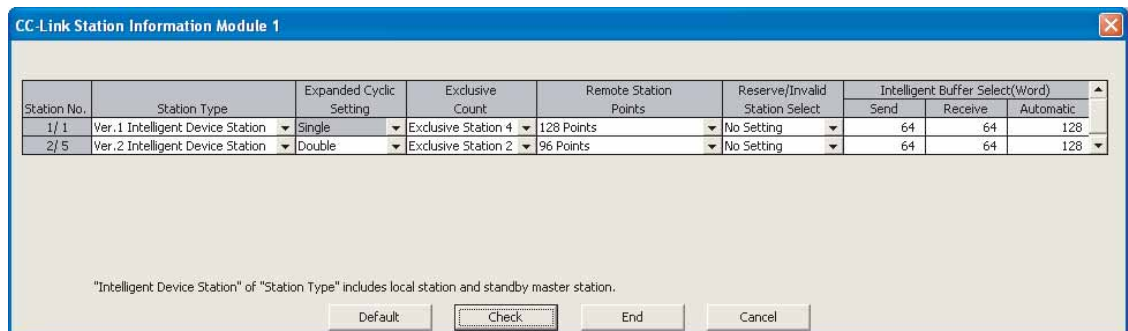 CC-Link Station Information Module 1
Expanded Cyclic Exclusive Remote Station Reserve/Invalid Intelligent Buffer Select(Word)
Station No. Station Type Setting Count Points Station Select Send Receive Automatic
1/ 1 Ver.1 Intelligent Device Station Single Exclusive Station 4 128 Points No Setting 64 64 128
2/ 5 Ver.2 Intelligent Device Station Double Exclusive Station 2 96 Points No Setting 64 64 128
"Intelligent Device Station" of "Station Type" includes local station and standby master station.
Default Check End Cancel